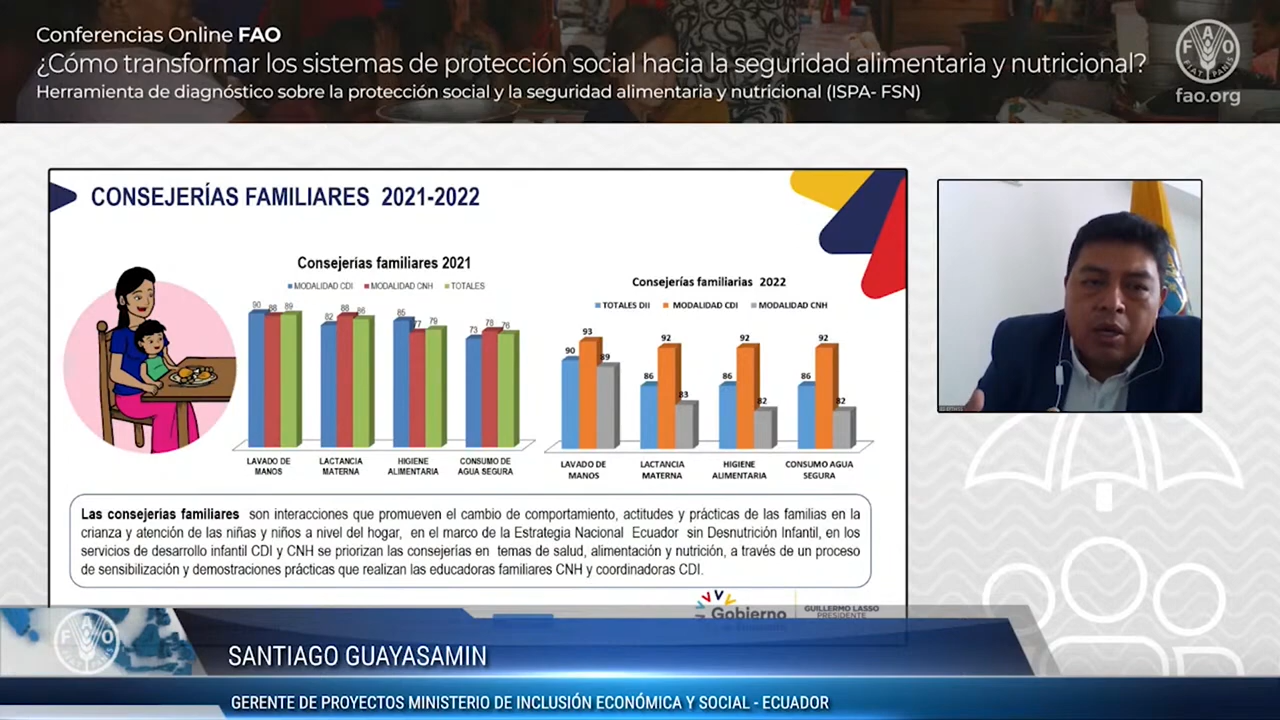 Conferencias Online FAO
¿Cómo transformar los sistemas de protección social hacia la seguridad alimentaria y nutricional?
Herramienta de diagnóstico sobre la protección social y la seguridad alimentaria y nutricional (ISPA- FSN)
FAO
FIAT PANIS
fao.org
CONSEJERÍAS FAMILIARES 2021-2022
Consejerías familiares 2021
MODALIDAD CDI MODALIDAD CNH TOTALES
90 88 89 82 88 86 85 77 79 73 78 76
LAVADO DE MANOS
LACTANCIA MATERNA
HIGIENE ALIMENTARIA
CONSUMO DE AGUA SEGURA
Consejerías familiarias 2022
TOTALES DII MODALIDAD CDI MODALIDAD CNH
90 93 89 86 92 83 86 92 82 86 92 82
LAVADO DE MANOS
LACTANCIA MATERNA
HIGIENE ALIMENTARIA
CONSUMO AGUA SEGURA
Las consejerías familiares son interacciones que promueven el cambio de comportamiento, actitudes y prácticas de las familias en la
crianza y atención de las niñas y niños a nivel del hogar, en el marco de la Estrategia Nacional Ecuador sin Desnutrición Infantil, en los
servicios de desarrollo infantil CDI y CNH se priorizan las consejerías en temas de salud, alimentación y nutrición, a través de un proceso
de sensibilización y demostraciones prácticas que realizan las educadoras familiares CNH y coordinadoras CDI.
Gobierno
GUILLERMO LASSO
PRESIDENTE
FAO
SANTIAGO GUAYASAMIN
GERENTE DE PROYECTOS MINISTERIO DE INCLUSIÓN ECONÓMICA Y SOCIAL - ECUADOR